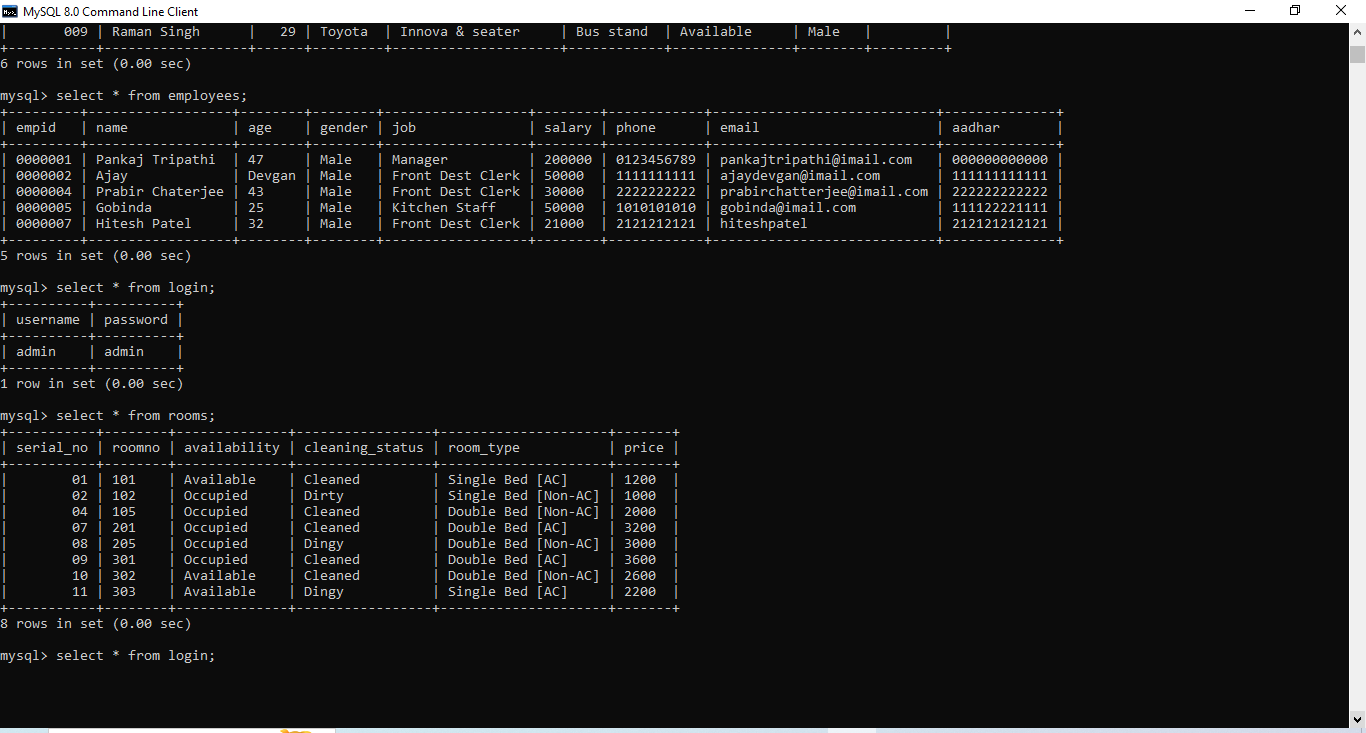 MySQL 8.0 Command Line Client
|       009 | Raman Singh      |   29 | Toyota  | Innova & seater     | Bus stand  | Available     | Male   |         |
+-----------+------------------+------+---------+---------------------+------------+---------------+--------+---------+
6 rows in set (0.00 sec)
mysql> select * from employees;
+---------+------------------+--------+--------+------------------+--------+------------+----------------------------+--------------+
| empid   | name             | age    | gender | job              | salary | phone      | email                      | aadhar       |
+---------+------------------+--------+--------+------------------+--------+------------+----------------------------+--------------+
| 0000001 | Pankaj Tripathi  | 47     | Male   | Manager          | 200000 | 0123456789 | pankajtripathi@imail.com   | 000000000000 |
| 0000002 | Ajay             | Devgan | Male   | Front Dest Clerk | 50000  | 1111111111 | ajaydevgan@imail.com       | 111111111111 |
| 0000004 | Prabir Chaterjee | 43     | Male   | Front Dest Clerk | 30000  | 2222222222 | prabirchatterjee@imail.com | 222222222222 |
| 0000005 | Gobinda          | 25     | Male   | Kitchen Staff    | 50000  | 1010101010 | gobinda@imail.com          | 111122221111 |
| 0000007 | Hitesh Patel     | 32     | Male   | Front Dest Clerk | 21000  | 2121212121 | hiteshpatel                | 212121212121 |
+---------+------------------+--------+--------+------------------+--------+------------+----------------------------+--------------+
5 rows in set (0.00 sec)
mysql> select * from login;
+----------+----------+
| username | password |
+----------+----------+
| admin    | admin    |
+----------+----------+
1 row in set (0.00 sec)
mysql> select * from rooms;
+-----------+--------+--------------+-----------------+---------------------+-------+
| serial_no | roomno | availability | cleaning_status | room_type           | price |
+-----------+--------+--------------+-----------------+---------------------+-------+
|        01 | 101    | Available    | Cleaned         | Single Bed [AC]     | 1200  |
|        02 | 102    | Occupied     | Dirty           | Single Bed [Non-AC] | 1000  |
|        04 | 105    | Occupied     | Cleaned         | Double Bed [Non-AC] | 2000  |
|        07 | 201    | Occupied     | Cleaned         | Double Bed [AC]     | 3200  |
|        08 | 205    | Occupied     | Dingy           | Double Bed [Non-AC] | 3000  |
|        09 | 301    | Occupied     | Cleaned         | Double Bed [AC]     | 3600  |
|        10 | 302    | Available    | Cleaned         | Double Bed [Non-AC] | 2600  |
|        11 | 303    | Available    | Dingy           | Single Bed [AC]     | 2200  |
+-----------+--------+--------------+-----------------+---------------------+-------+
8 rows in set (0.00 sec)
mysql> select * from login;